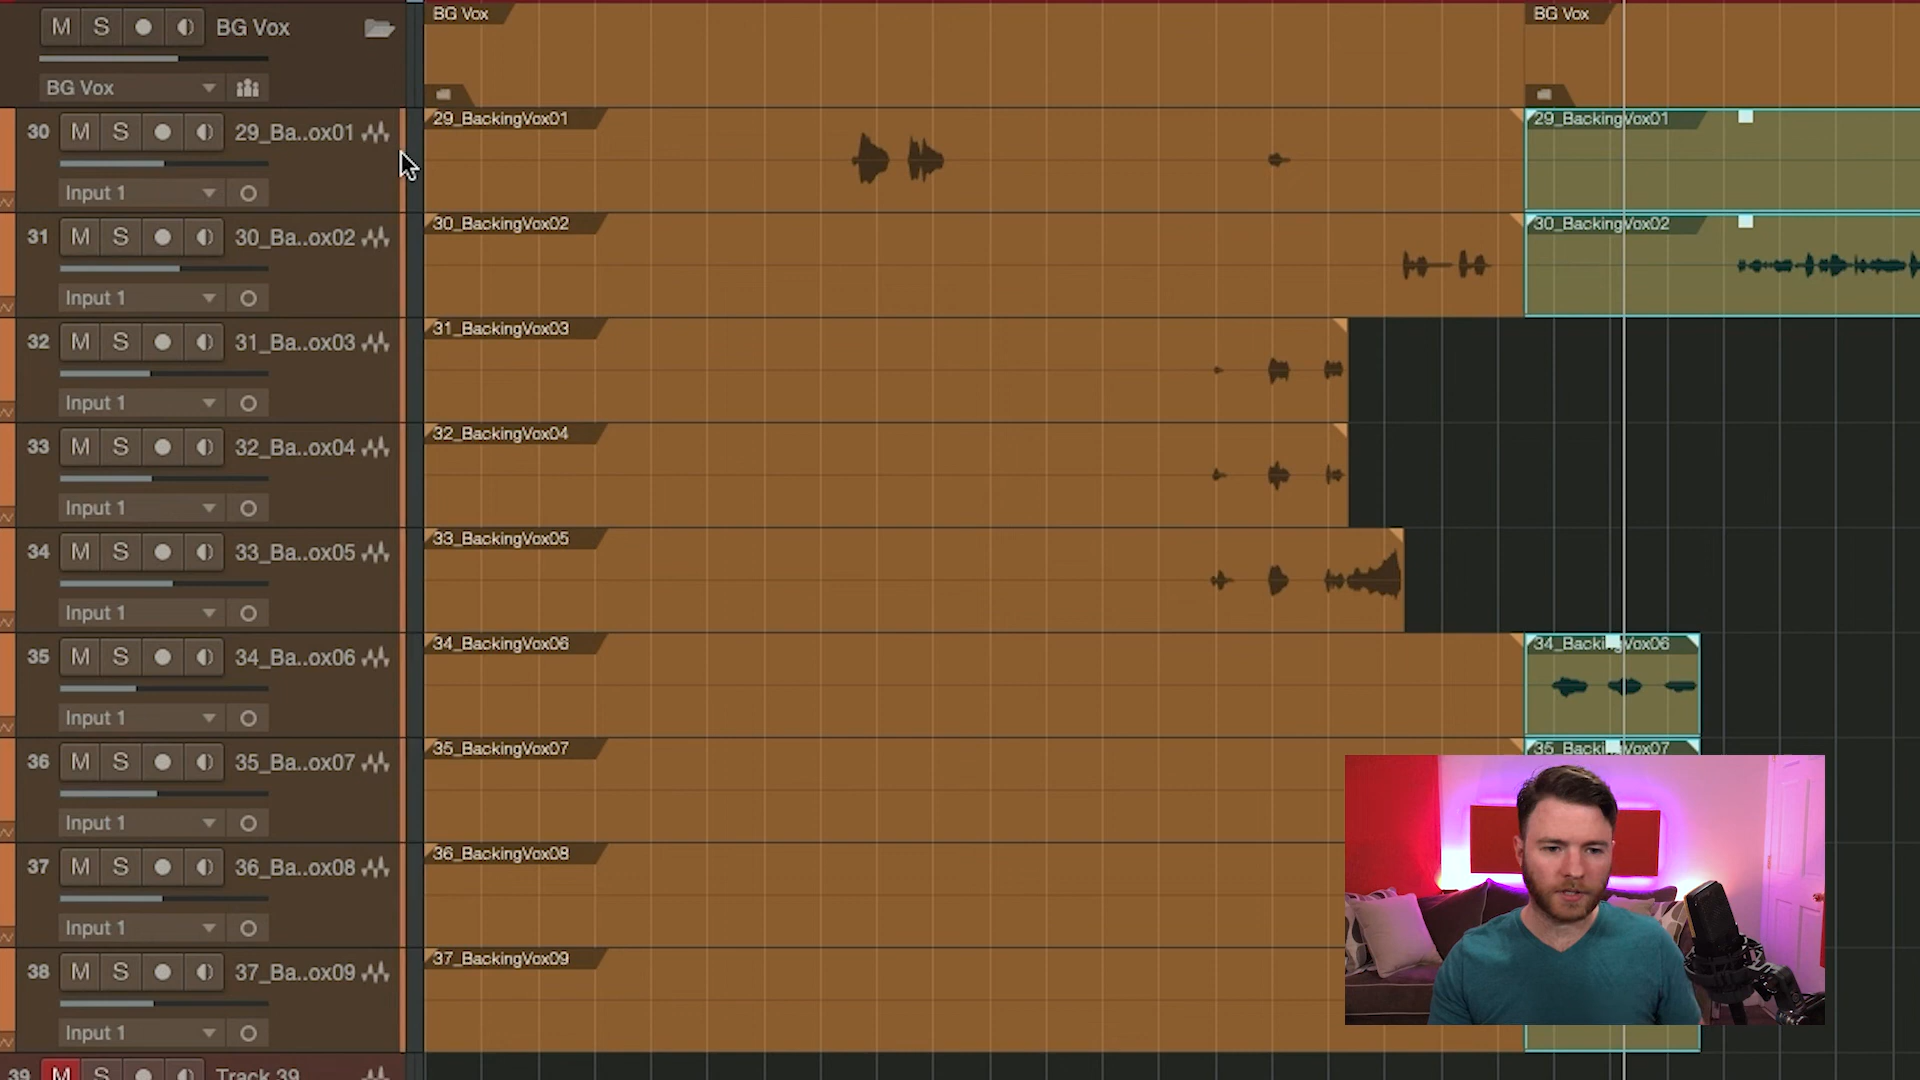 M S BG Vox
BG Vox
BG Vox
BG Vox
30 M S 29_Ba..ox01
Input 1
29_BackingVox01
29_BackingVox01
31 M S 30_Ba..ox02
Input 1
30_BackingVox02
30_BackingVox02
32 M S 31_Ba..ox03
Input 1
31_BackingVox03
33 M S 32_Ba..ox04
Input 1
32_BackingVox04
34 M S 33_Ba..ox05
Input 1
33_BackingVox05
35 M S 34_Ba..ox06
Input 1
34_BackingVox06
34_BackingVox06
36 M S 35_Ba..ox07
Input 1
35_BackingVox07
35_BackingVox07
37 M S 36_Ba..ox08
Input 1
36_BackingVox08
38 M S 37_Ba..ox09
Input 1
37_BackingVox09
39 M S Track 39